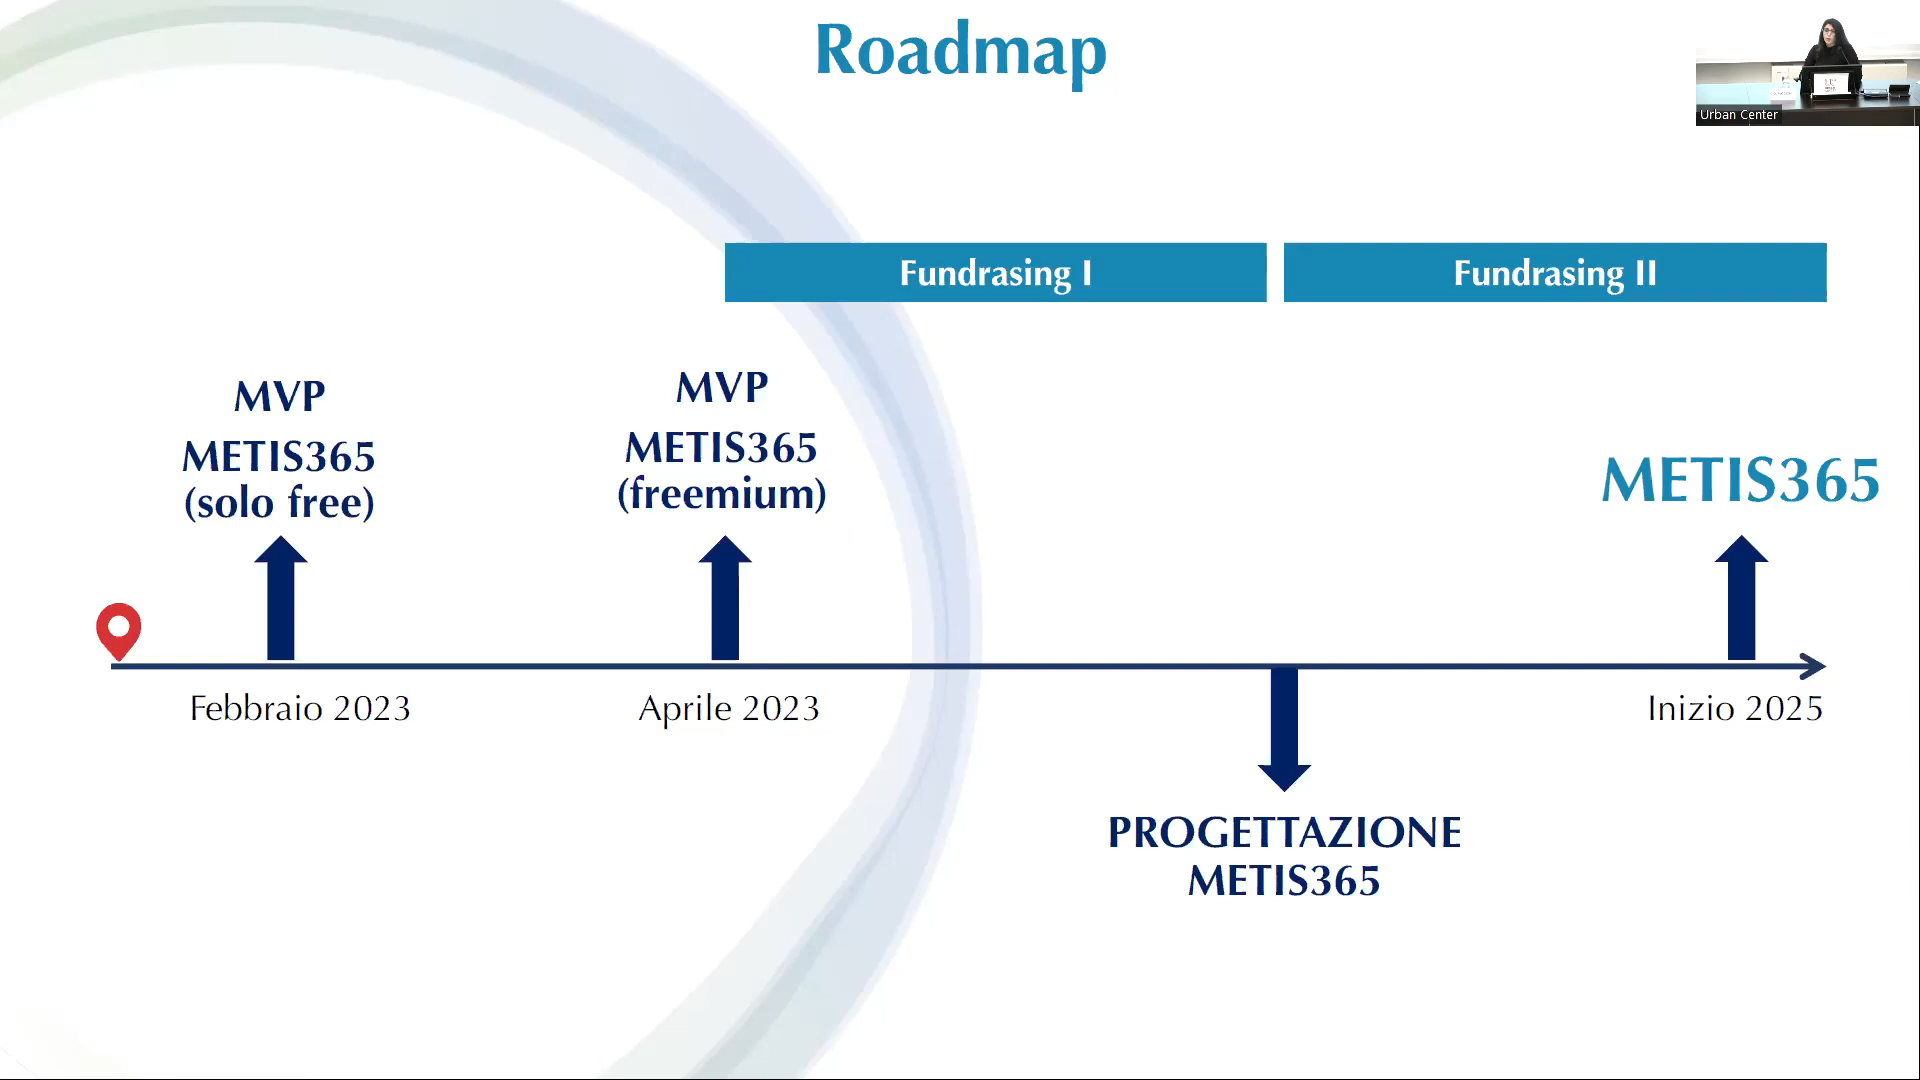 Roadmap
Urban Center
Fundrasing I
Fundrasing II
MVP
METIS365
(solo free)
MVP
METIS365
(freemium)
METIS365
Febbraio 2023
Aprile 2023
Inizio 2025
PROGETTAZIONE
METIS365